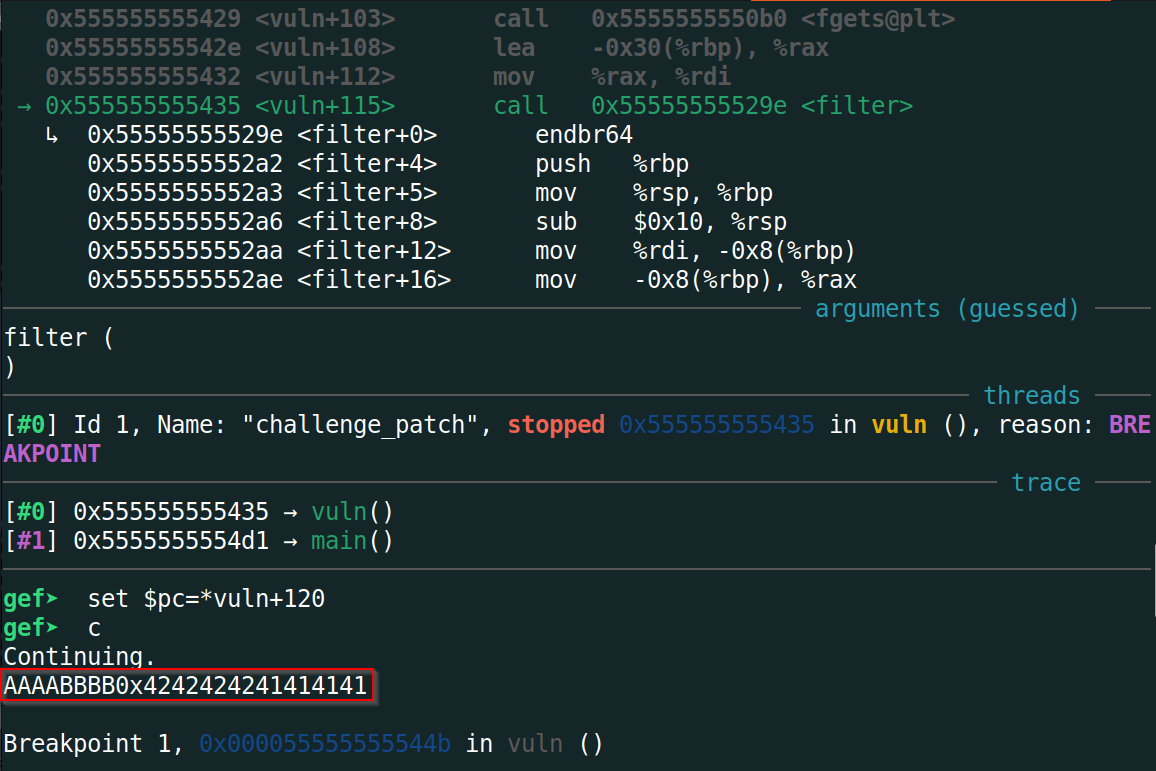 0x555555555429 <vuln+103> call 0x5555555550b0 <fgets@plt>
0x55555555542e <vuln+108> lea -0x30(%rbp), %rax
0x555555555432 <vuln+112> mov %rax, %rdi
→ 0x555555555435 <vuln+115> call 0x55555555529e <filter>
↳ 0x55555555529e <filter+0> endbr64
0x5555555552a2 <filter+4> push %rbp
0x5555555552a3 <filter+5> mov %rsp, %rbp
0x5555555552a6 <filter+8> sub $0x10, %rsp
0x5555555552aa <filter+12> mov %rdi, -0x8(%rbp)
0x5555555552ae <filter+16> mov -0x8(%rbp), %rax
arguments (guessed)
filter (
)
threads
[#0] Id 1, Name: "challenge_patch", stopped 0x555555555435 in vuln (), reason: BRE
AKPOINT
trace
[#0] 0x555555555435 → vuln()
[#1] 0x5555555554d1 → main()
gef➤ set $pc=*vuln+120
gef➤ c
Continuing.
AAAABBBB0x4242424241414141
Breakpoint 1, 0x000055555555544b in vuln ()